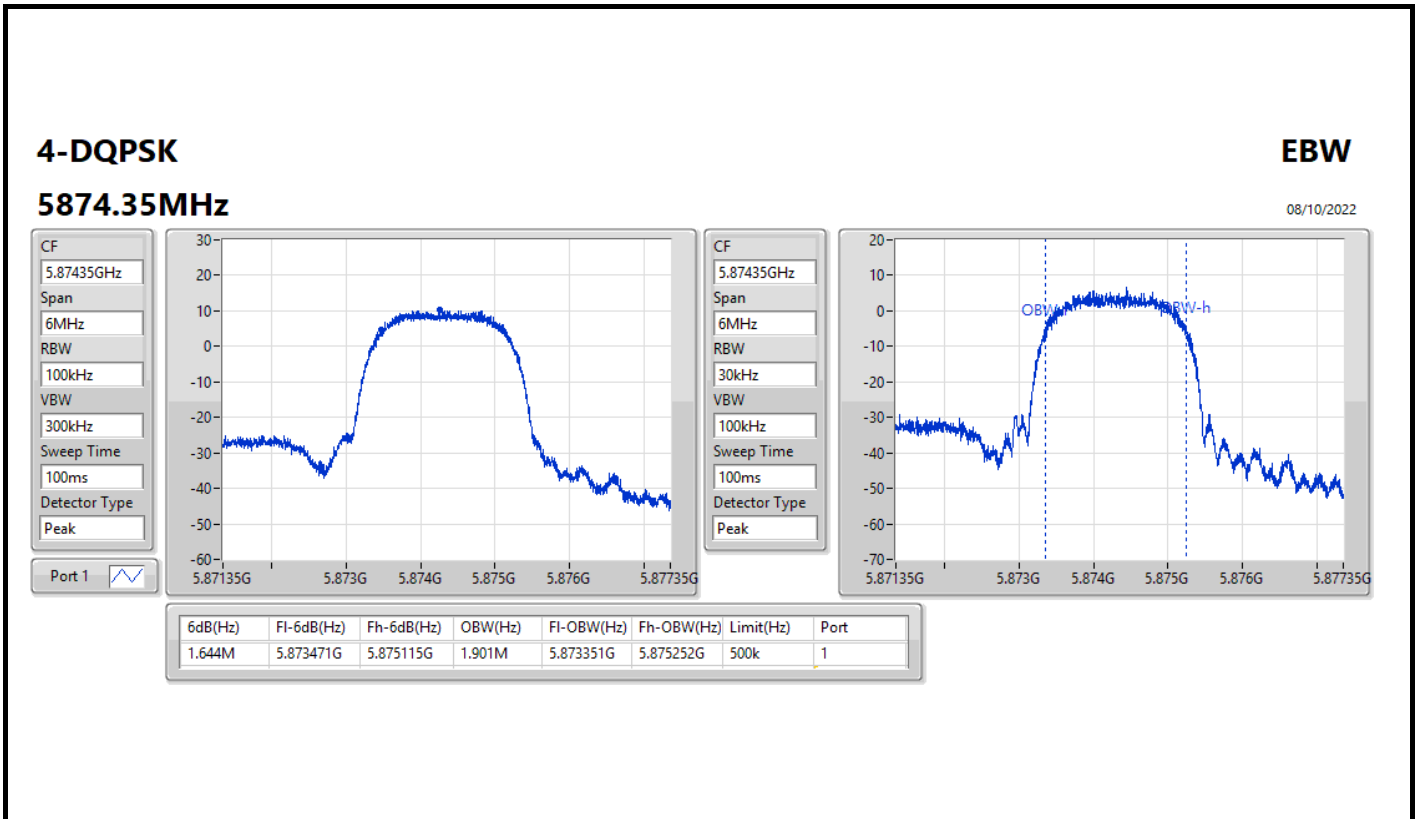 4-DQPSK
EBW
5874.35MHz
08/10/2022
CF
5.87435GHz
Span
6MHz
RBW
100kHz
VBW
300kHz
Sweep Time
100ms
Detector Type
Peak
Port 1
30
20
10
0
-10
-20
-30
-40
-50
-60
5.87135G 5.873G 5.874G 5.875G 5.876G 5.87735G
CF
5.87435GHz
Span
6MHz
RBW
30kHz
VBW
100kHz
Sweep Time
100ms
Detector Type
Peak
20
10
0
-10
-20
-30
-40
-50
-60
-70
OBW-h
5.87135G 5.873G 5.874G 5.875G 5.876G 5.87735G
6dB(Hz) Fl-6dB(Hz) Fh-6dB(Hz) OBW(Hz) Fl-OBW(Hz) Fh-OBW(Hz) Limit(Hz) Port
1.644M 5.873471G 5.875115G 1.901M 5.873351G 5.875252G 500k 1